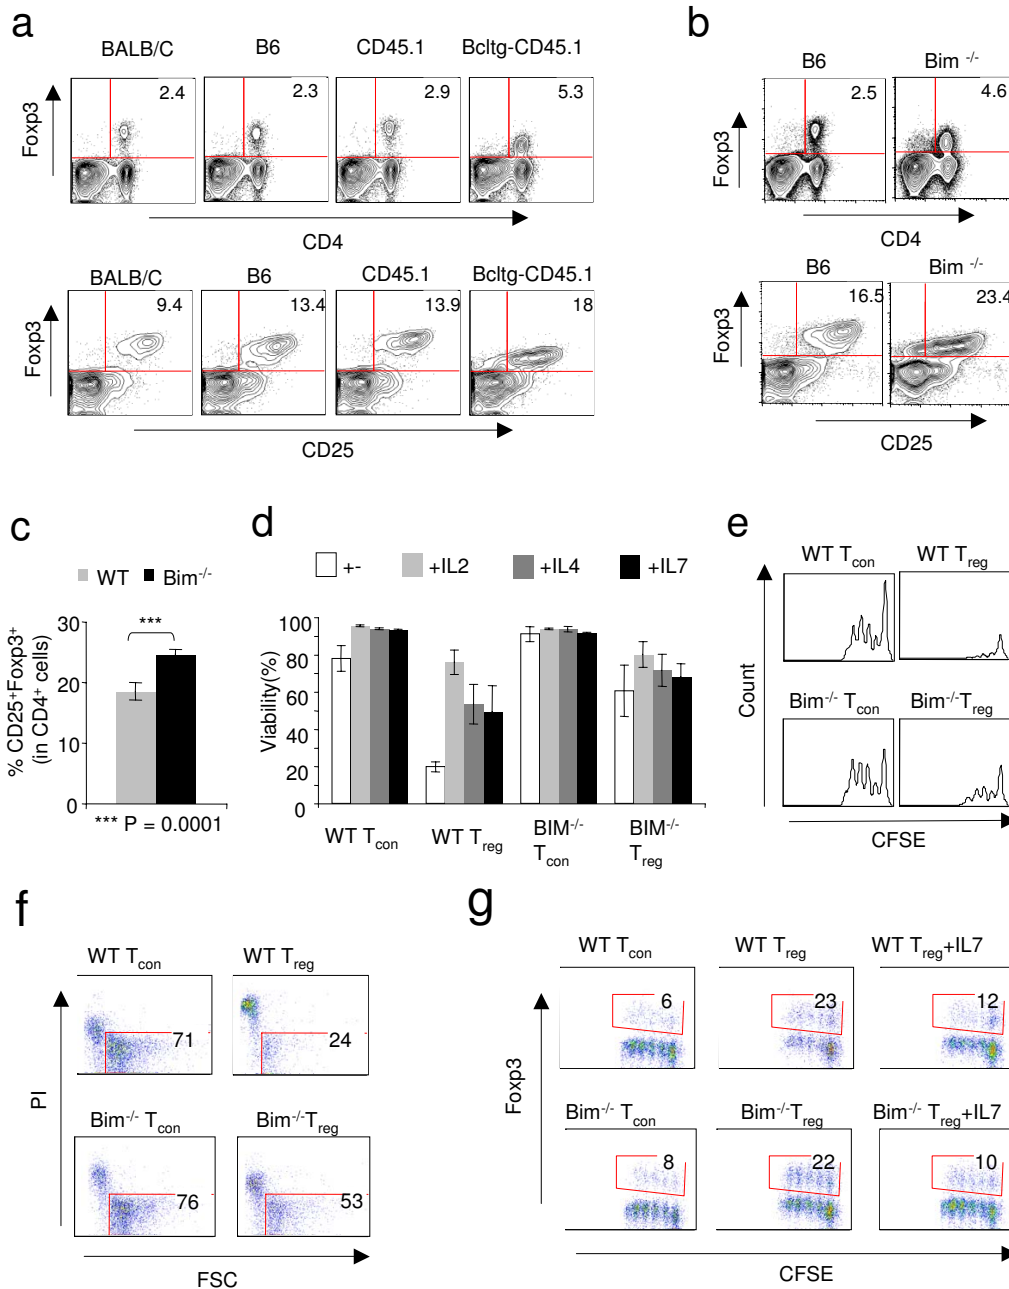 a
BALB/C B6 CD45.1 Bcltg-CD45.1
2.4 2.3 2.9 5.3
Foxp3
CD4
BALB/C B6 CD45.1 Bcltg-CD45.1
9.4 13.4 13.9 18
Foxp3
CD25
b
B6 Bim -/-
2.5 4.6
Foxp3
CD4
B6 Bim -/-
16.5 23.4
Foxp3
CD25
c
WT Bim-/-
% CD25+Foxp3+
(in CD4+ cells)
30
20
10
0
***
*** P = 0.0001
d
+- +IL2 +IL4 +IL7
Viability(%)
100
80
60
40
20
0
WT Tcon WT Treg BIM-/- Tcon BIM-/- Treg
e
WT Tcon WT Treg
Bim-/- Tcon Bim-/-Treg
Count
CFSE
f
WT Tcon WT Treg
71 24
Bim-/- Tcon Bim-/-Treg
76 53
PI
FSC
g
WT Tcon WT Treg WT Treg+IL7
6 23 12
Bim-/- Tcon Bim-/-Treg Bim-/- Treg+IL7
8 22 10
Foxp3
CFSE